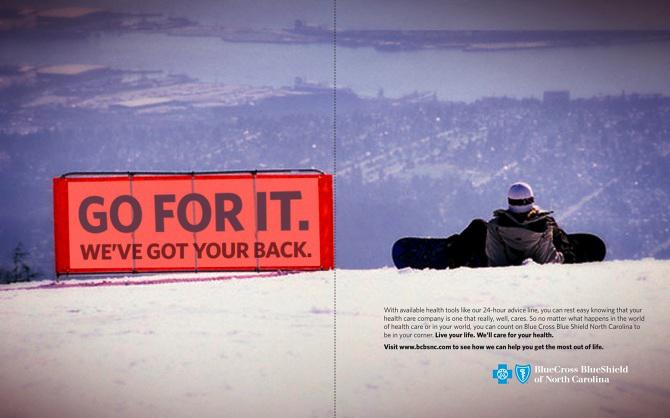 GO FOR IT.
WE'VE GOT YOUR BACK.
With available health tools like our 24-hour advice line, you can rest easy knowing that your
health care company is one that really, well, cares. So no matter what happens in the world
of health care or in your world, you can count on Blue Cross Blue Shield North Carolina to
be in your corner. Live your life. We'll care for your health.
Visit www.bcbsnc.com to see how we can help you get the most out of life.
BlueCross BlueShield
of North Carolina